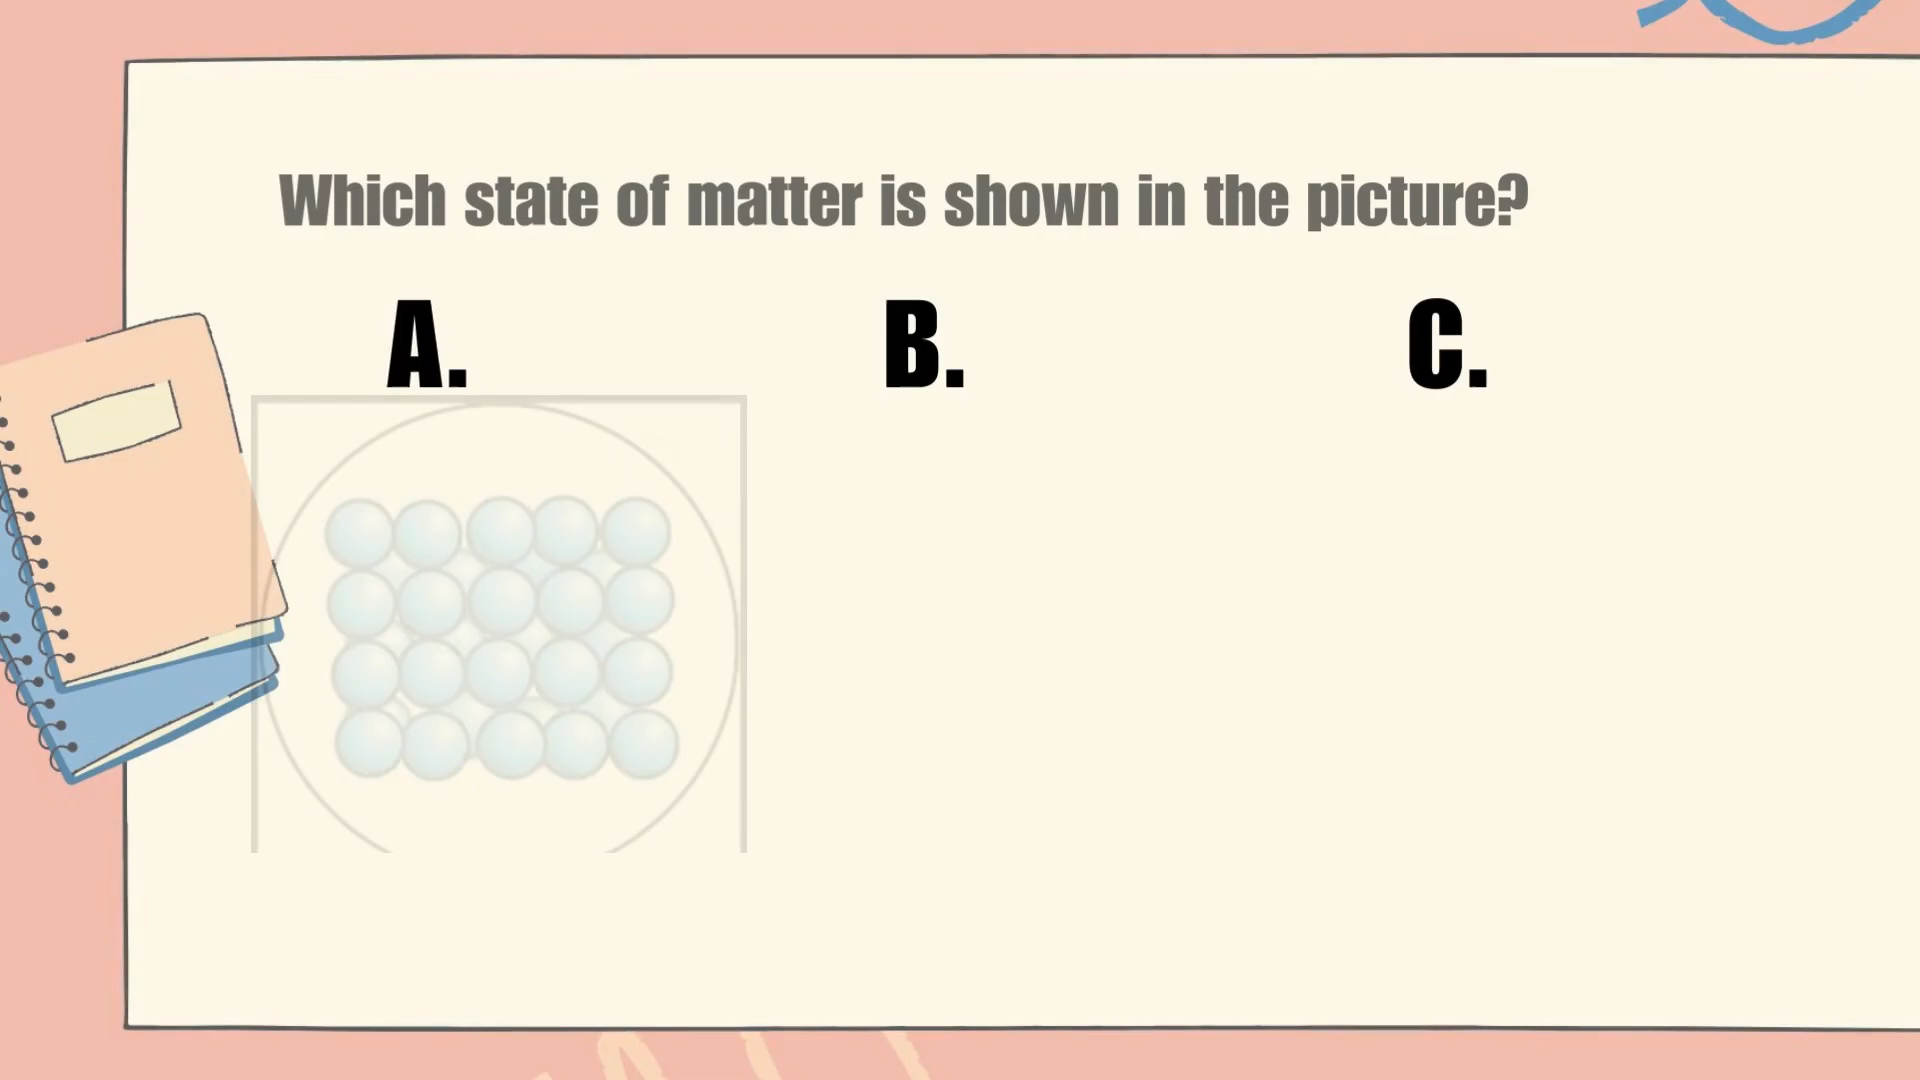 Which state of matter is shown in the picture?
A. B. C.